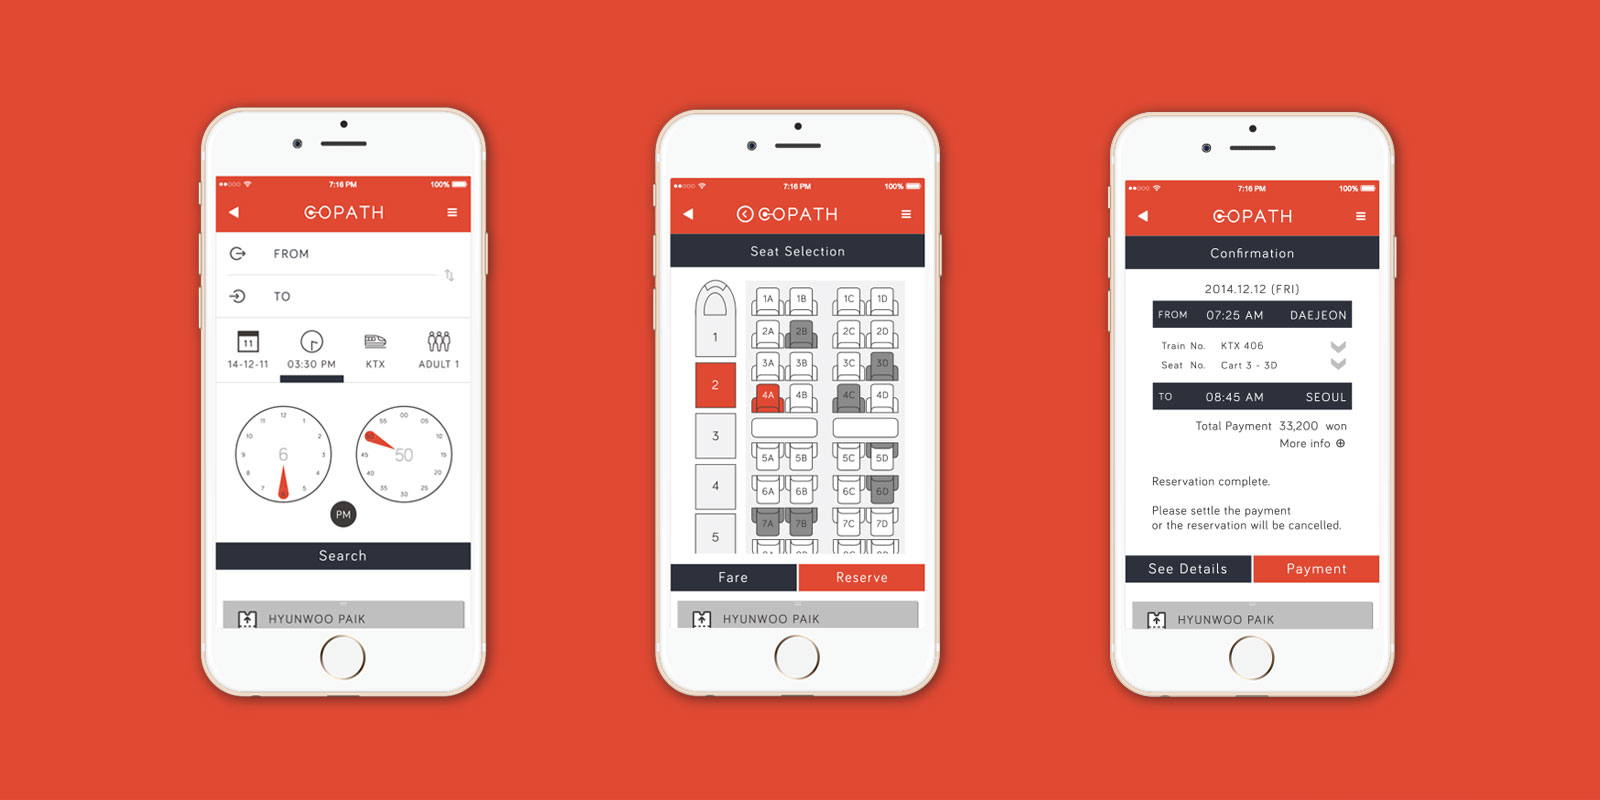 7:16 PM 100%
GOPATH
FROM
TO
11
14-12-11 03:30 PM KTX ADULT 1
12 1 2 3 4 5 6 7 8 9 10 11
6
00 10 15 20 25 30 35 40 45 50 55
50
PM
Search
HYUNWOO PAIK
7:16 PM 100%
GOPATH
Seat Selection
1
2
3
4
5
1A 1B 1C 1D
2A 2B 2C 2D
3A 3B 3C 3D
4A 4B 4C 4D
5A 5B 5C 5D
6A 6B 6C 6D
7A 7B 7C 7D
Fare Reserve
HYUNWOO PAIK
7:16 PM 100%
GOPATH
Confirmation
2014.12.12 (FRI)
FROM 07:25 AM DAEJEON
Train No. KTX 406
Seat No. Cart 3 - 3D
TO 08:45 AM SEOUL
Total Payment 33,200 won
More info
Reservation complete.
Please settle the payment
or the reservation will be cancelled.
See Details Payment
HYUNWOO PAIK